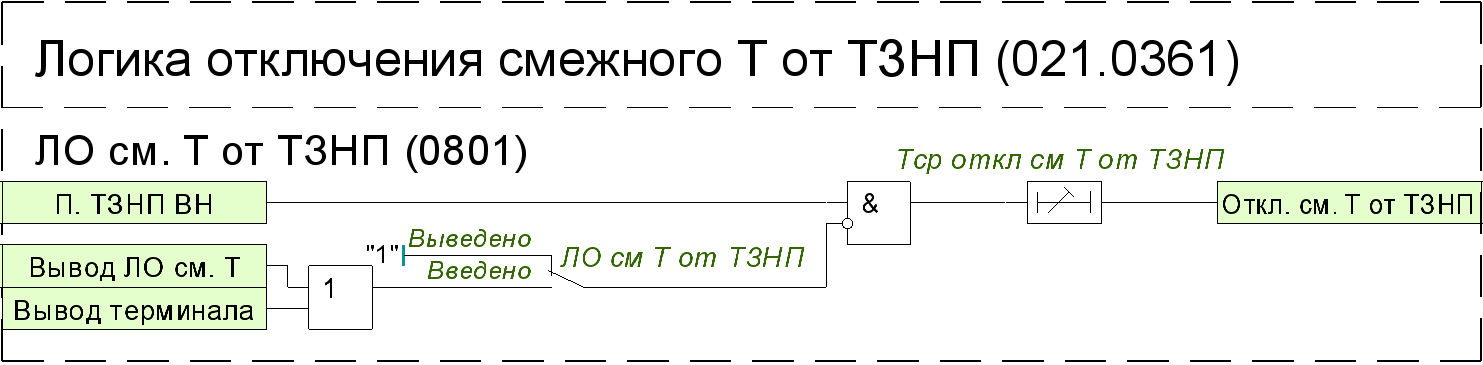 Логика отключения смежного Т от ТЗНП (021.0361)
ЛО см. Т от ТЗНП (0801)
Тср откл см Т от ТЗНП
П. ТЗНП ВН
&
Откл. см. Т от ТЗНП
"1"
Выведено
ЛО см Т от ТЗНП
Вывод ЛО см. Т
Введено
1
Вывод терминала